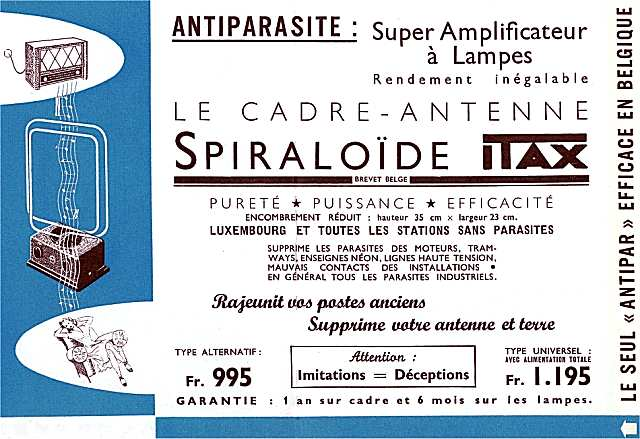 ANTIPARASITE :
Super Amplificateur
à Lampes
Rendement inégalable
LE CADRE-ANTENNE
SPIRALOÏDE iTAX
BREVET BELGE
PURETÉ ★ PUISSANCE ★ EFFICACITÉ
ENCOMBREMENT RÉDUIT : hauteur 35 cm × largeur 23 cm.
LUXEMBOURG ET TOUTES LES STATIONS SANS PARASITES
SUPPRIME LES PARASITES DES MOTEURS, TRAM-
WAYS, ENSEIGNES NÉON, LIGNES HAUTE TENSION,
MAUVAIS CONTACTS DES INSTALLATIONS •
EN GÉNÉRAL TOUS LES PARASITES INDUSTRIELS.
Rajeunit vos postes anciens
Supprime votre antenne et terre
TYPE ALTERNATIF :
Fr. 995
Attention :
Imitations = Déceptions
TYPE UNIVERSEL :
AVEC ALIMENTATION TOTALE
Fr. 1.195
GARANTIE : 1 an sur cadre et 6 mois sur les lampes.
LE SEUL «ANTIPAR» EFFICACE EN BELGIQUE